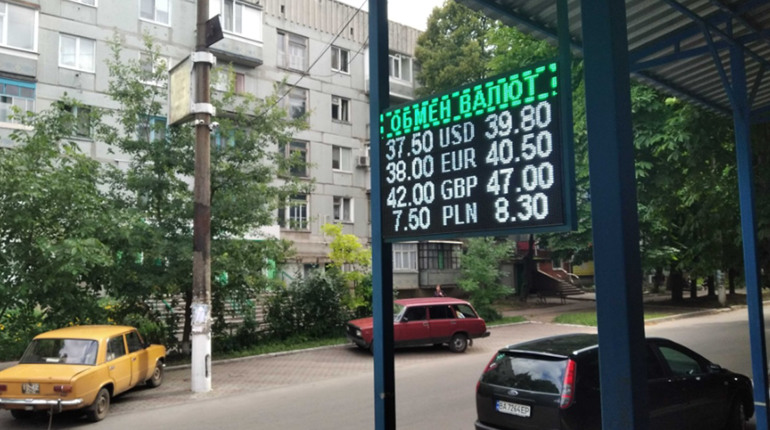 ОБМЕН ВАЛЮТ
37.50 USD 39.80
38.00 EUR 40.50
42.00 GBP 47.00
7.50 PLN 8.30
BA7264EP